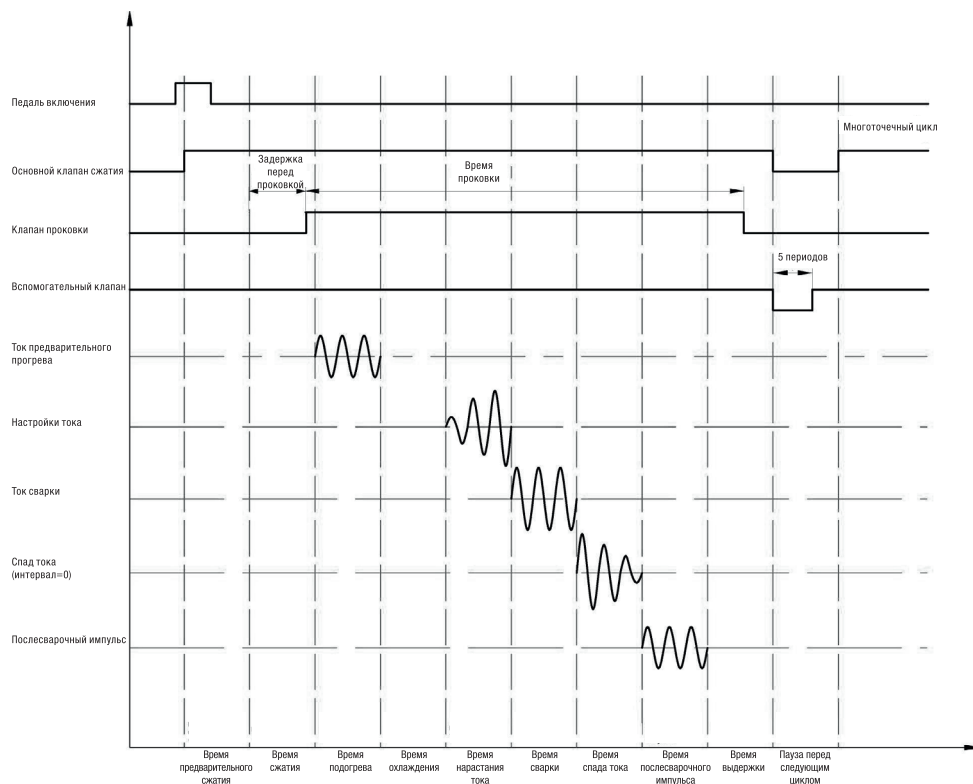 Педаль включения
Многоточечный цикл
Основной клапан сжатия
Задержка
перед
проковкой
Время
проковки
Клапан проковки
5 периодов
Вспомогательный клапан
Ток предварительного
прогрева
Настройки тока
Ток сварки
Спад тока
(интервал=0)
Послесварочный импульс
Время
предварительного
сжатия
Время
сжатия
Время
подогрева
Время
охлаждения
Время
нарастания
тока
Время
сварки
Время
спада тока
Время
послесварочного
импульса
Время
выдержки
Пауза перед
следующим
циклом